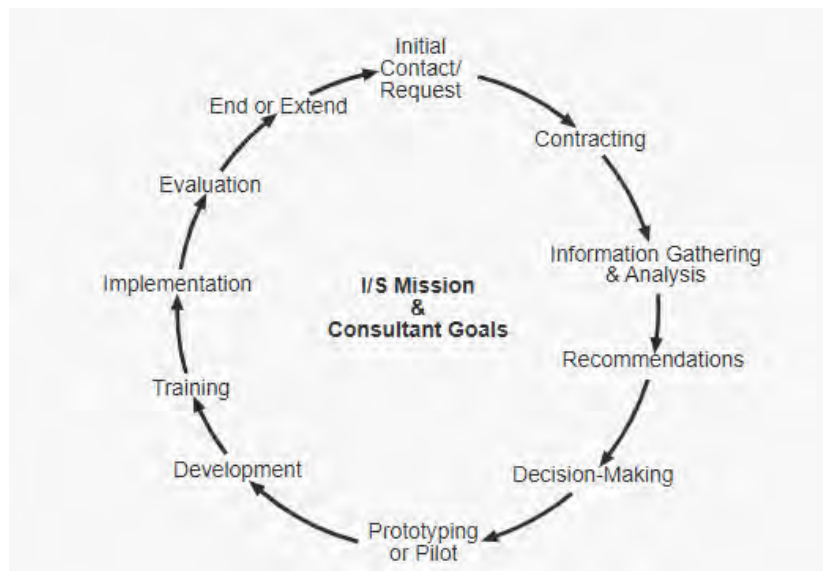 Initial
Contact/
Request
Contracting
Information Gathering
& Analysis
Recommendations
Decision-Making
Prototyping
or Pilot
Development
Training
Implementation
Evaluation
End or Extend
I/S Mission
&
Consultant Goals